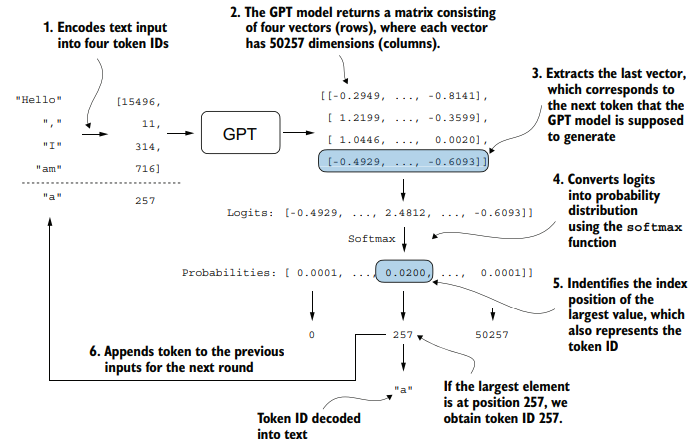 1. Encodes text input
into four token IDs
2. The GPT model returns a matrix consisting
of four vectors (rows), where each vector
has 50257 dimensions (columns).
3. Extracts the last vector,
which corresponds to
the next token that the
GPT model is supposed
to generate
"Hello" [15496,
"," 11,
"I" 314,
"am" 716]
"a" 257
GPT
[[-0.2949, ..., -0.8141],
[ 1.2199, ..., -0.3599],
[ 1.0446, ..., 0.0020],
[-0.4929, ..., -0.6093]]
4. Converts logits
into probability
distribution
using the softmax
function
Logits: [-0.4929, ..., 2.4812, ..., -0.6093]]
Softmax
Probabilities: [ 0.0001, ..., 0.0200, ..., 0.0001]]
5. Indentifies the index
position of the
largest value, which
also represents the
token ID
0 257 50257
6. Appends token to the previous
inputs for the next round
"a"
Token ID decoded
into text
If the largest element
is at position 257, we
obtain token ID 257.